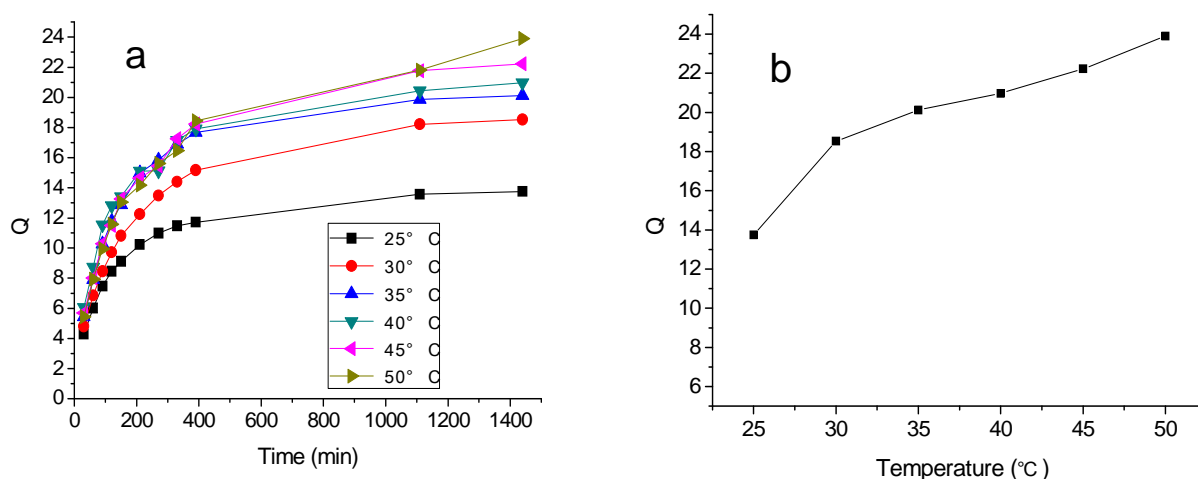 a
24
22
20
18
16
14
12
10
8
6
4
2
0
Q
0 200 400 600 800 1000 1200 1400
Time (min)
25° C
30° C
35° C
40° C
45° C
50° C
b
24
22
20
18
16
14
12
10
8
6
Q
25 30 35 40 45 50
Temperature (℃)